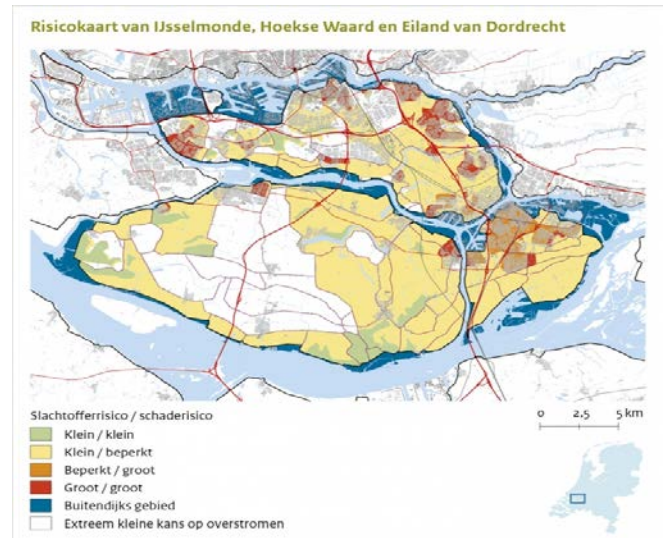 Risicokaart van IJsselmonde, Hoekse Waard en Eiland van Dordrecht
Slachtofferrisico / schaderisico
Klein / klein
Klein / beperkt
Beperkt / groot
Groot / groot
Buitendijks gebied
Extreem kleine kans op overstromen
0 2,5 5 km